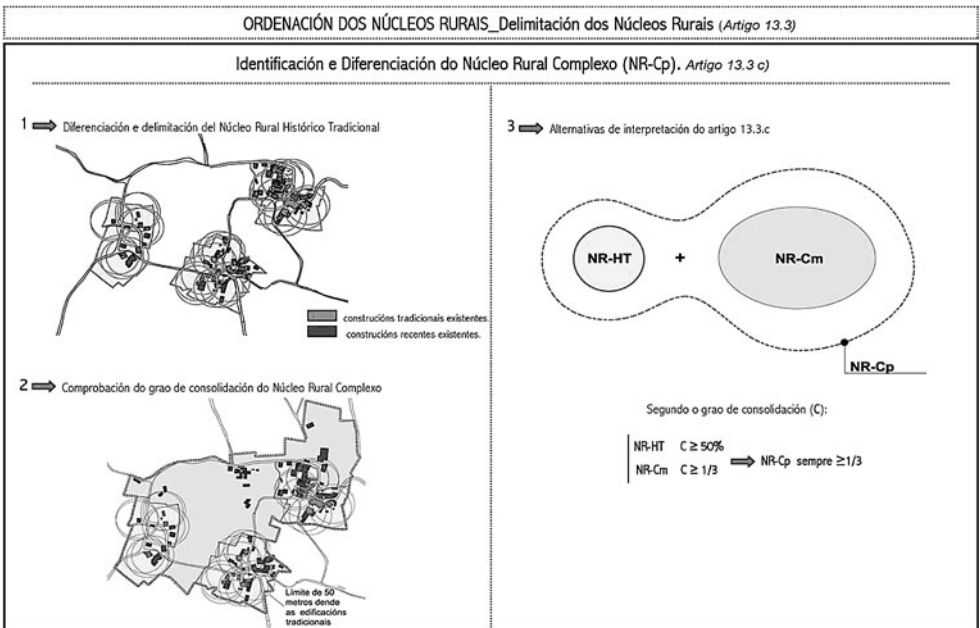 ORDENACIÓN DOS NÚCLEOS RURAIS_Delimitación dos Núcleos Rurais (Artigo 13.3)
Identificación e Diferenciación do Núcleo Rural Complexo (NR-Cp). Artigo 13.3 c)
1 Diferenciación e delimitación del Núcleo Rural Histórico Tradicional
construcións tradicionais existentes.
construcións recentes existentes.
2 Comprobación do grao de consolidación do Núcleo Rural Complexo
Límite de 50
metros dende
as edificacións
tradicionais
3 Alternativas de interpretación do artigo 13.3.c
NR-HT + NR-Cm
NR-Cp
Segundo o grao de consolidación (C):
NR-HT C ≥ 50%
NR-Cm C ≥ 1/3
NR-Cp sempre ≥1/3